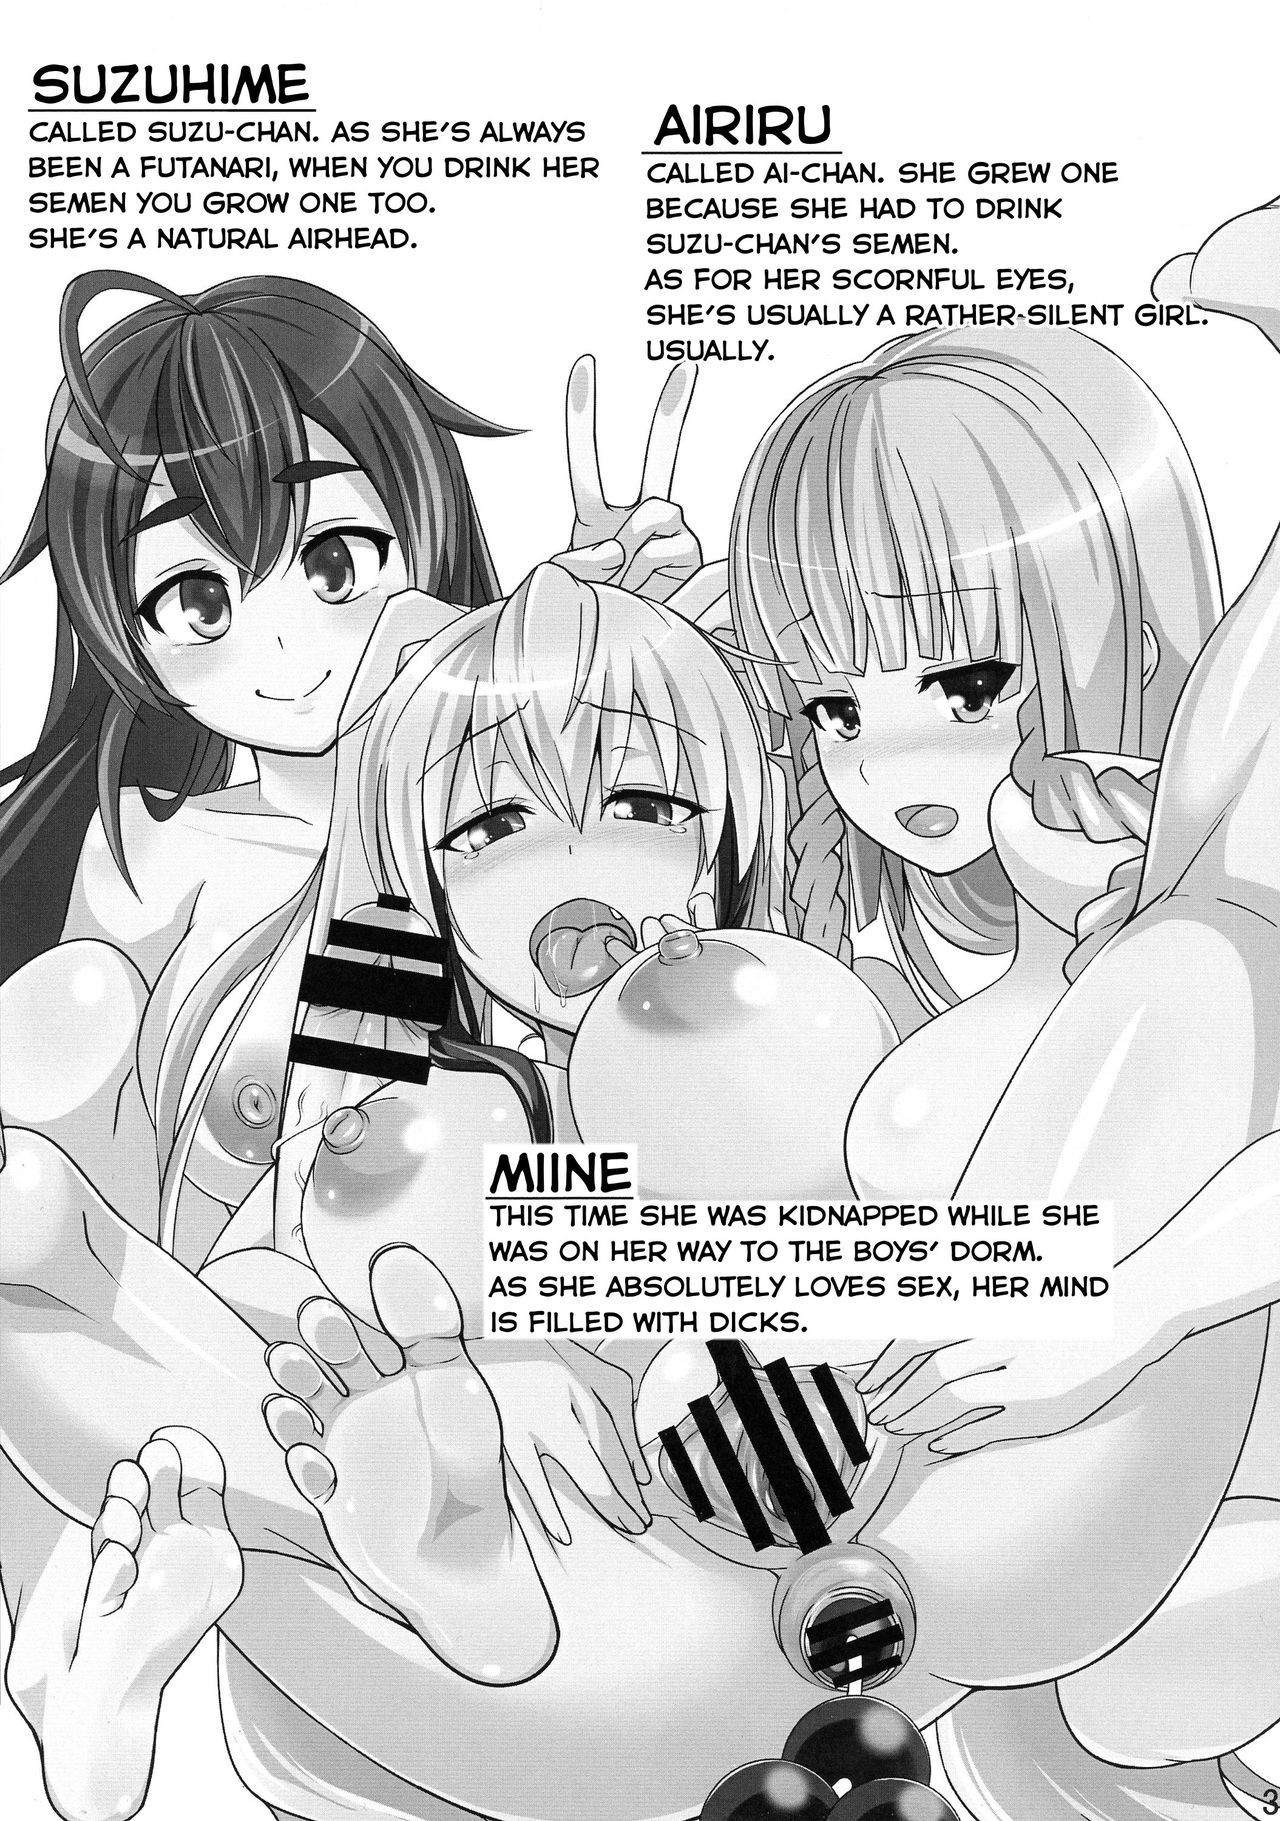 SUZUHIME
CALLED SUZU-CHAN. AS SHE'S ALWAYS
BEEN A FUTANARI, WHEN YOU DRINK HER
SEMEN YOU GROW ONE TOO.
SHE'S A NATURAL AIRHEAD.
AIRIRU
CALLED AI-CHAN. SHE GREW ONE
BECAUSE SHE HAD TO DRINK
SUZU-CHAN'S SEMEN.
AS FOR HER SCORNFUL EYES,
SHE'S USUALLY A RATHER-SILENT GIRL.
USUALLY.
MIINE
THIS TIME SHE WAS KIDNAPPED WHILE SHE
WAS ON HER WAY TO THE BOYS' DORM.
AS SHE ABSOLUTELY LOVES SEX, HER MIND
IS FILLED WITH DICKS.
3